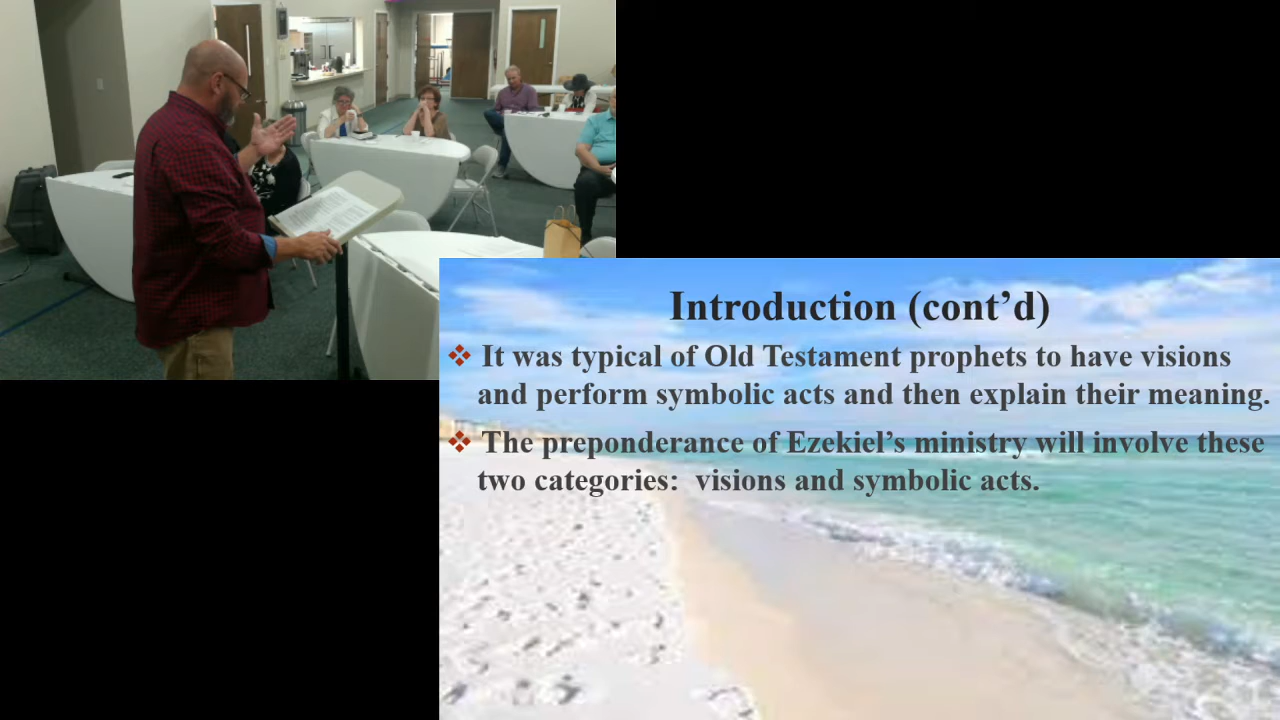 Introduction (cont’d)
❖ It was typical of Old Testament prophets to have visions
and perform symbolic acts and then explain their meaning.
❖ The preponderance of Ezekiel’s ministry will involve these
two categories:  visions and symbolic acts.